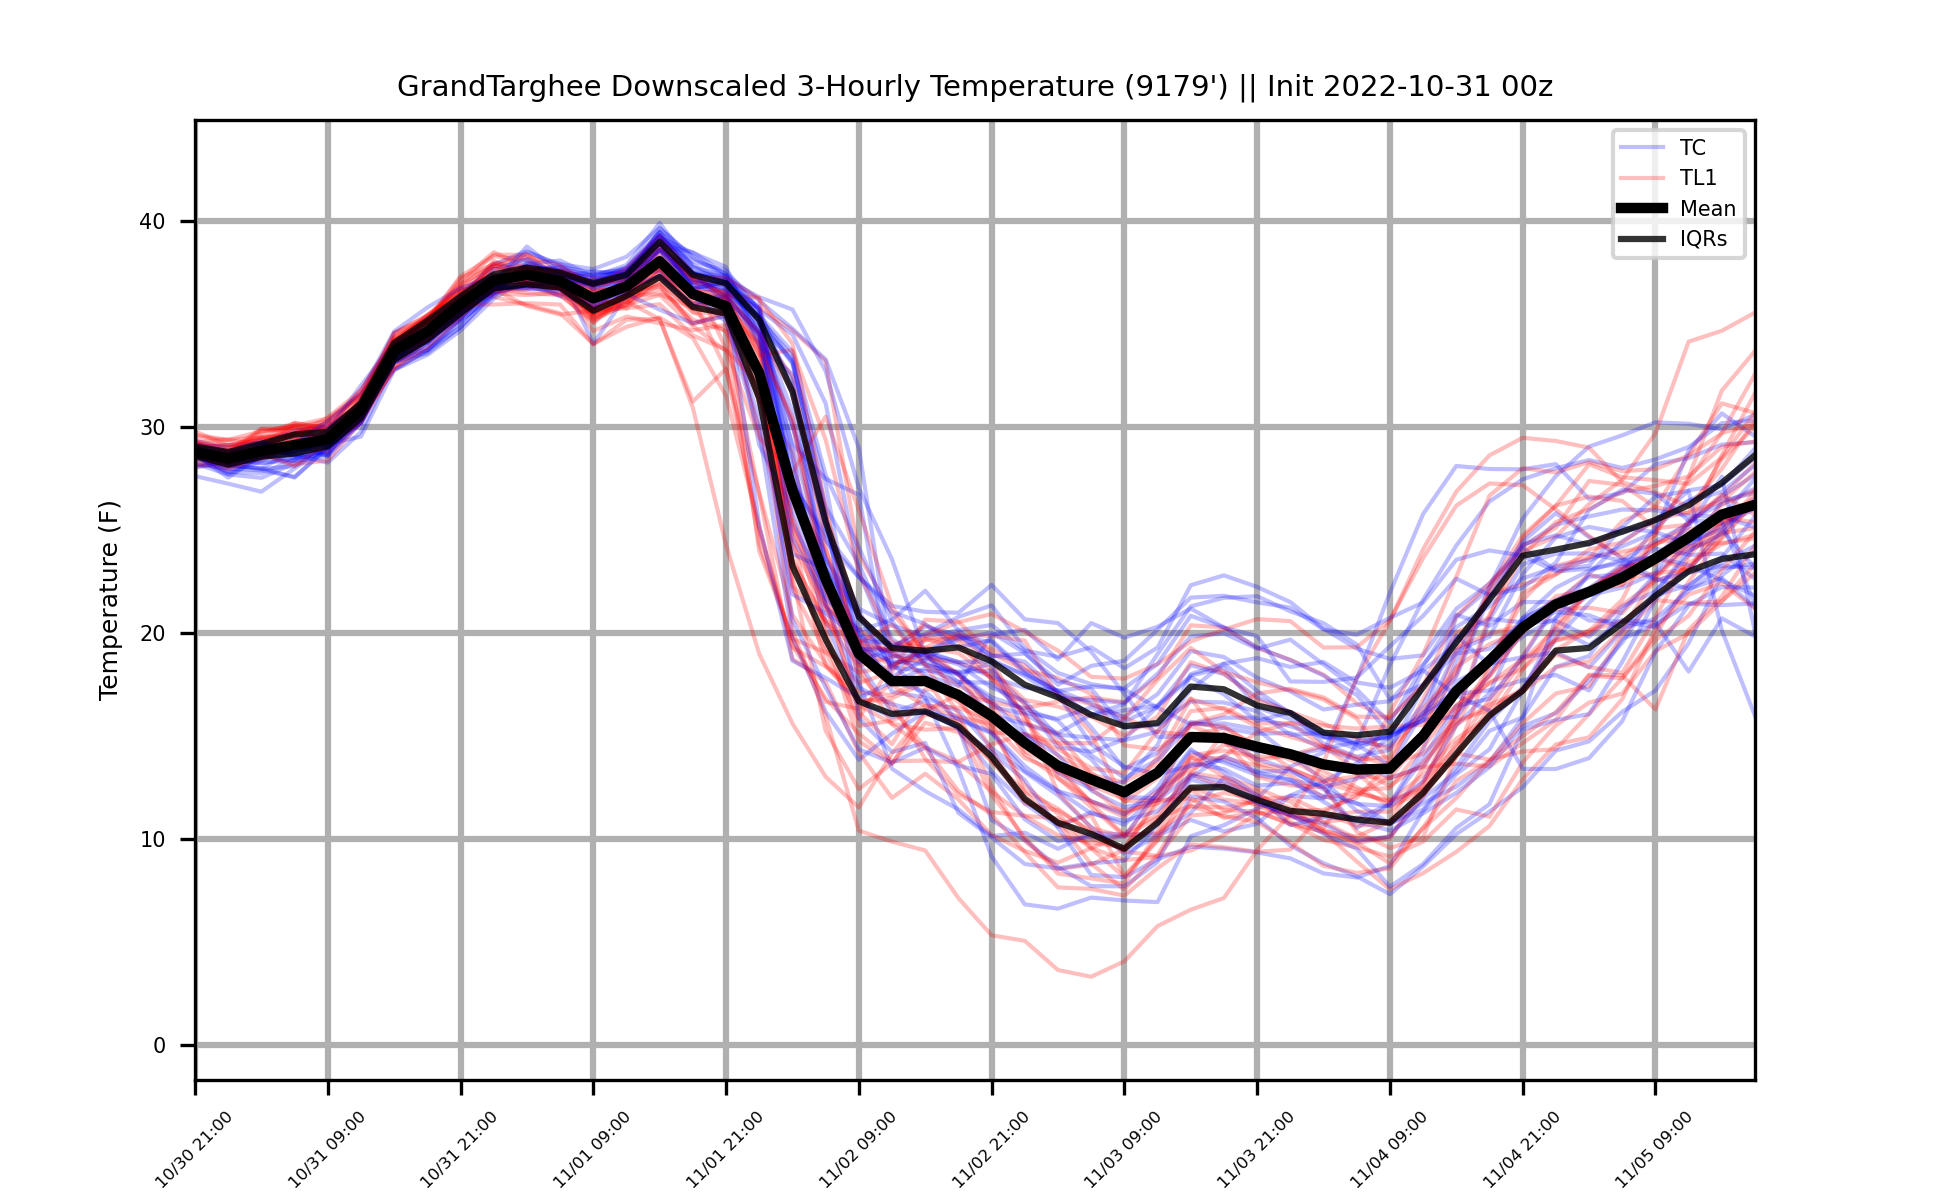 GrandTarghee Downscaled 3-Hourly Temperature (9179') || Init 2022-10-31 00z
TC
TL1
Mean
IQRs
Temperature (F)
40
30
20
10
0
10/30 21:00
10/31 09:00
10/31 21:00
11/01 09:00
11/01 21:00
11/02 09:00
11/02 21:00
11/03 09:00
11/03 21:00
11/04 09:00
11/04 21:00
11/05 09:00